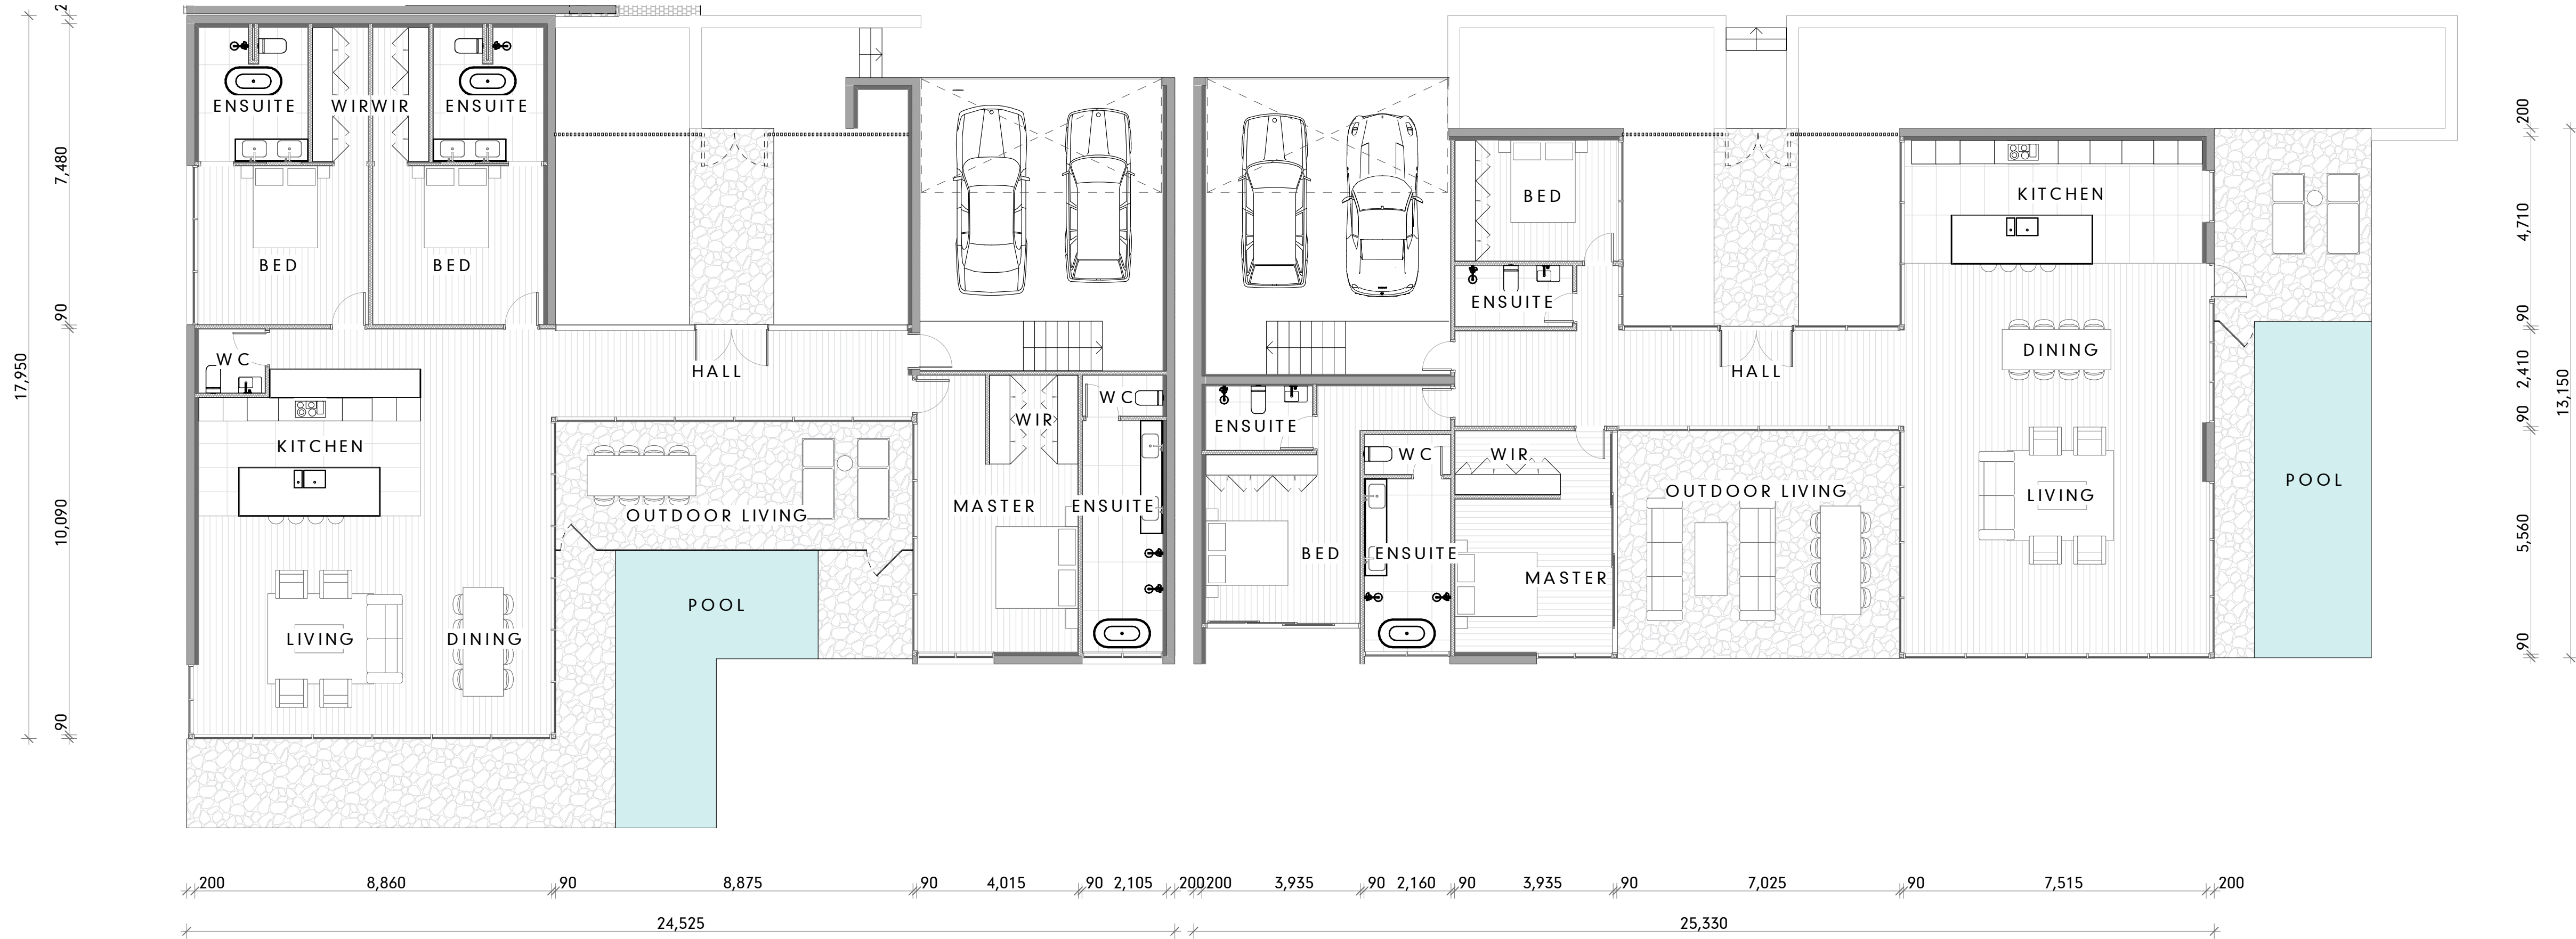 2
200
ENSUITE WIR WIR ENSUITE
7,480
BED
KITCHEN
4,710
BED BED
ENSUITE
90
90
WC
HALL
HALL
DINING
17,950
2,410
13,150
WIR
WC
ENSUITE
90
KITCHEN
WC
WIR
POOL
MASTER
ENSUITE
OUTDOOR LIVING
LIVING
OUTDOOR LIVING
10,090
5,560
BED
ENSUITE
MASTER
POOL
LIVING
DINING
90
90
200 8,860 90 8,875 90 4,015 90 2,105 200 200 3,935 90 2,160 90 3,935 90 7,025 90 7,515 200
24,525 25,330